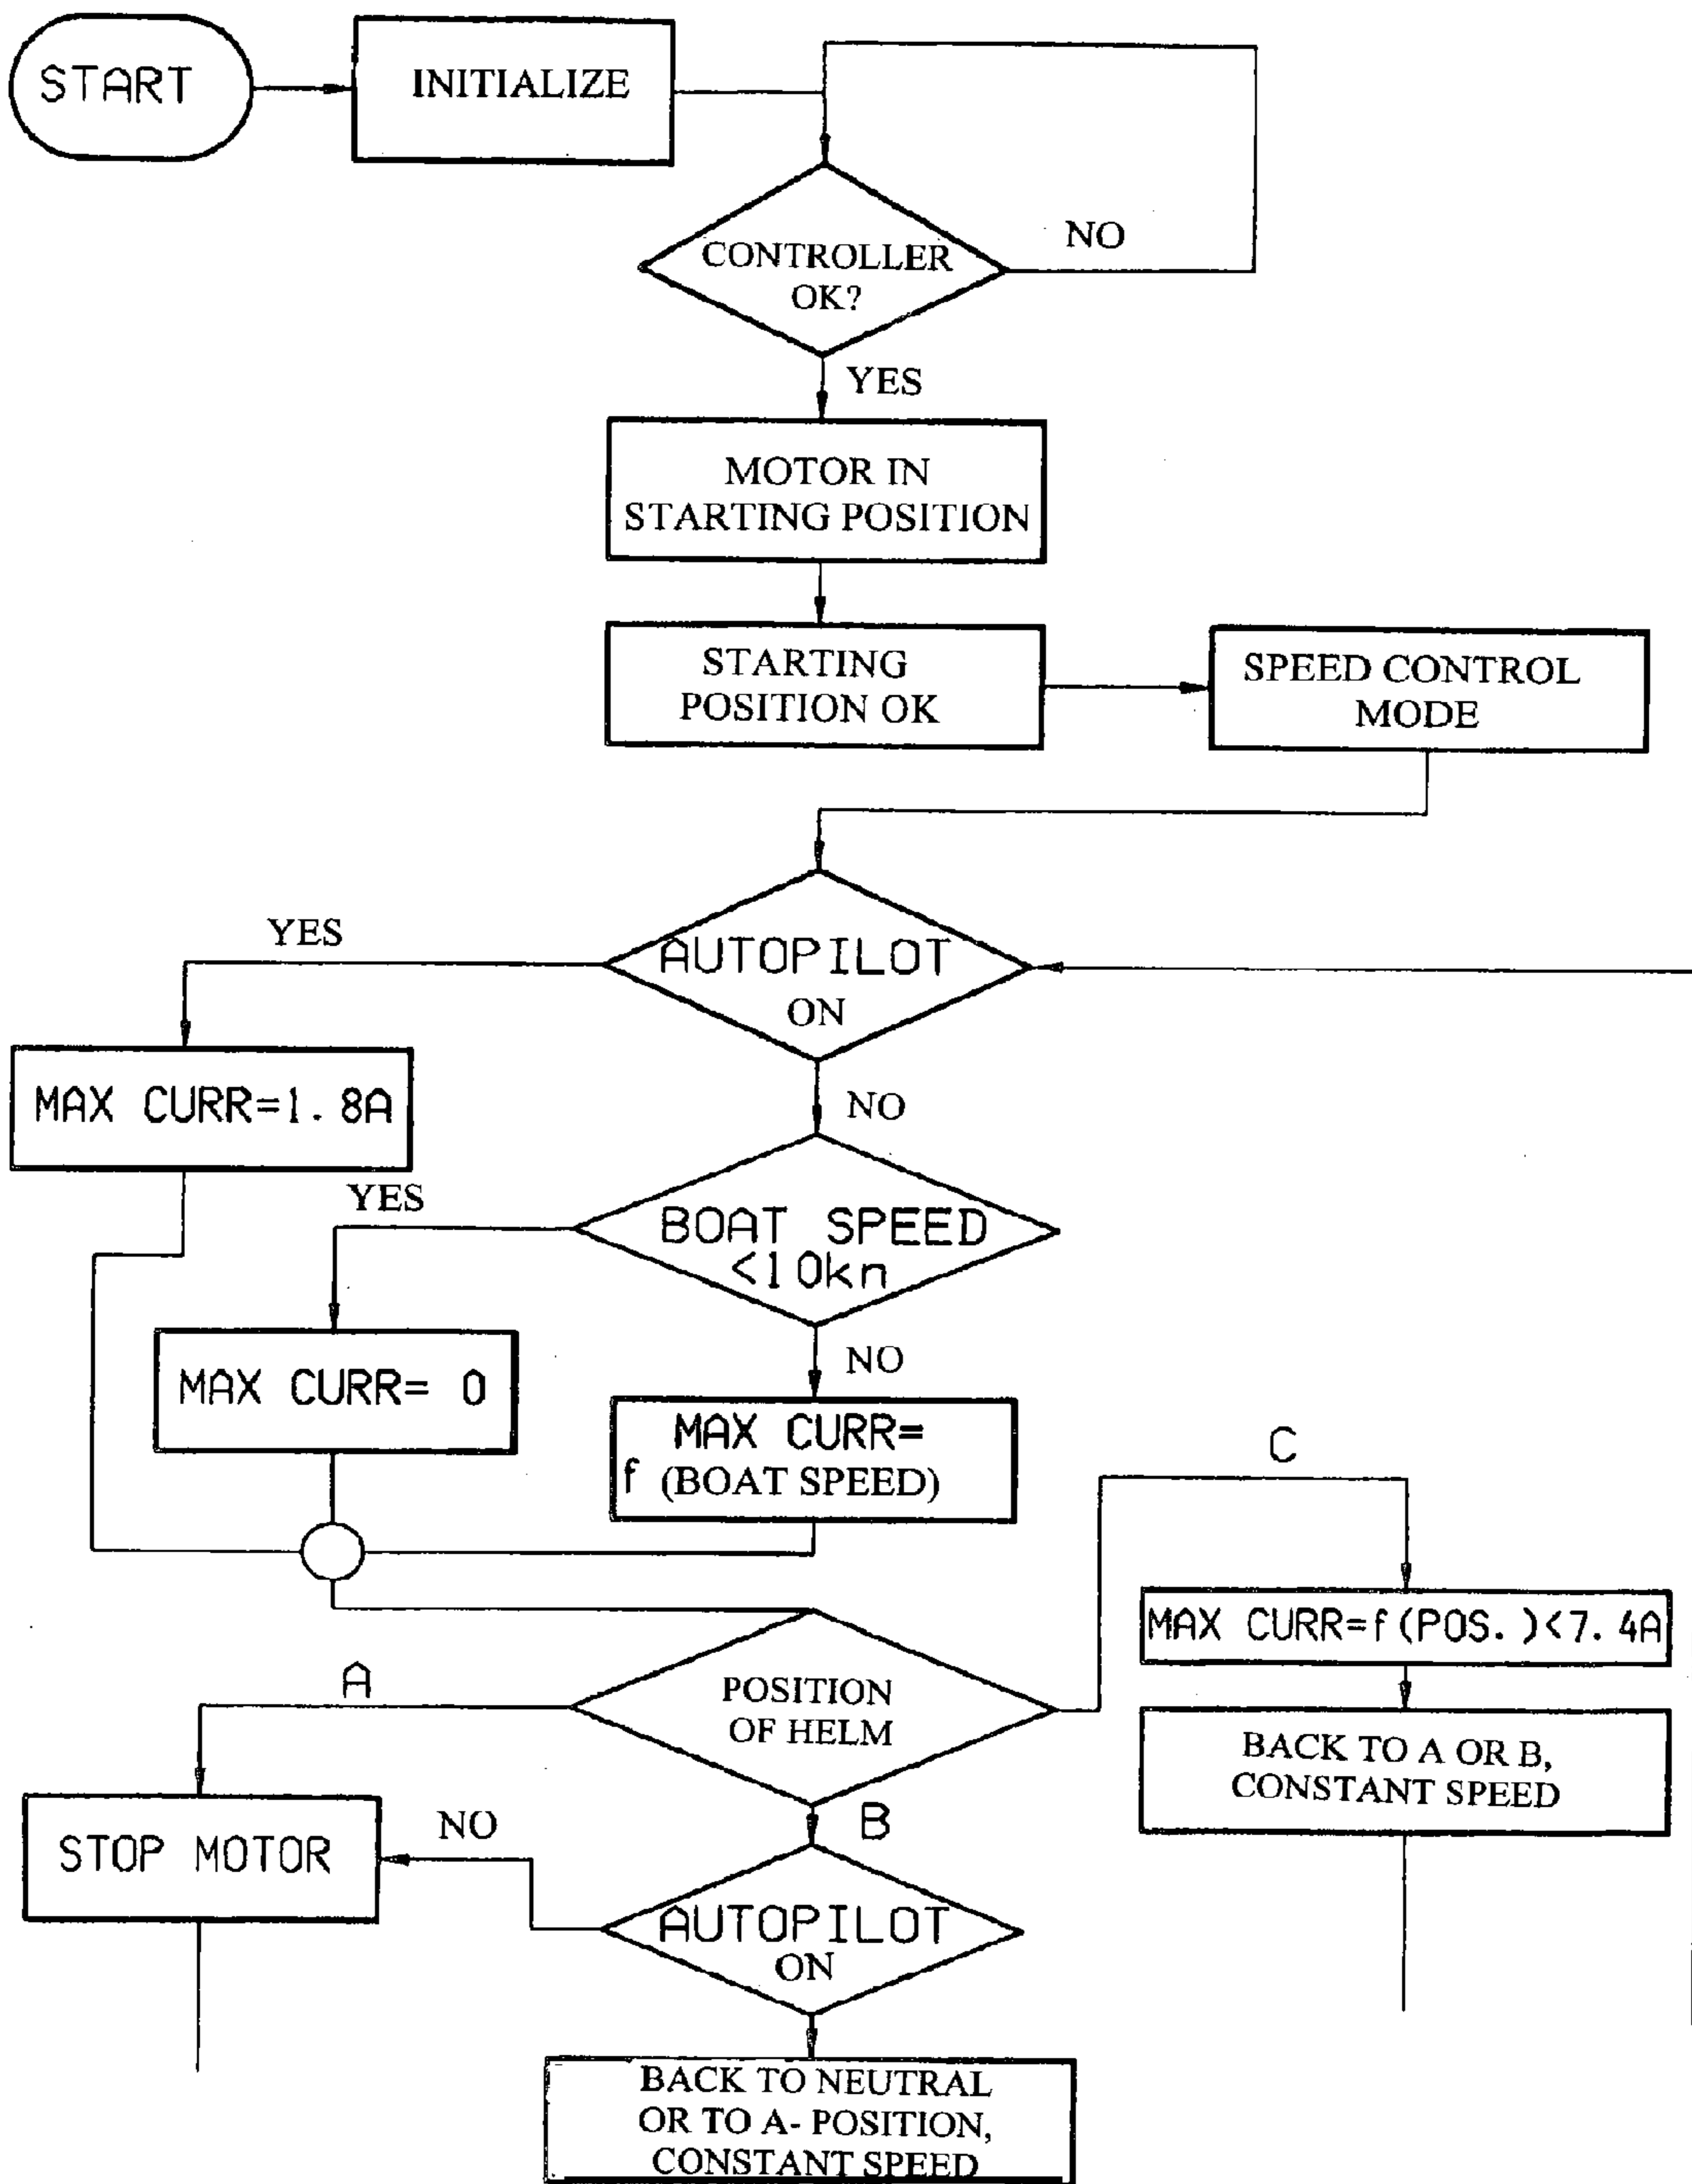 START
INITIALIZE
NO
CONTROLLER
OK?
YES
MOTOR IN
STARTING POSITION
STARTING
POSITION OK
SPEED CONTROL
MODE
YES
AUTOPILOT
ON
MAX CURR=1.8A
NO
YES
BOAT SPEED
<10kn
MAX CURR= 0
NO
MAX CURR=
f (BOAT SPEED)
C
MAX CURR=f(POS.)<7.4A
A
POSITION
OF HELM
BACK TO A OR B,
CONSTANT SPEED
STOP MOTOR
NO
B
AUTOPILOT
ON
BACK TO NEUTRAL
OR TO A- POSITION,
CONSTANT SPEED